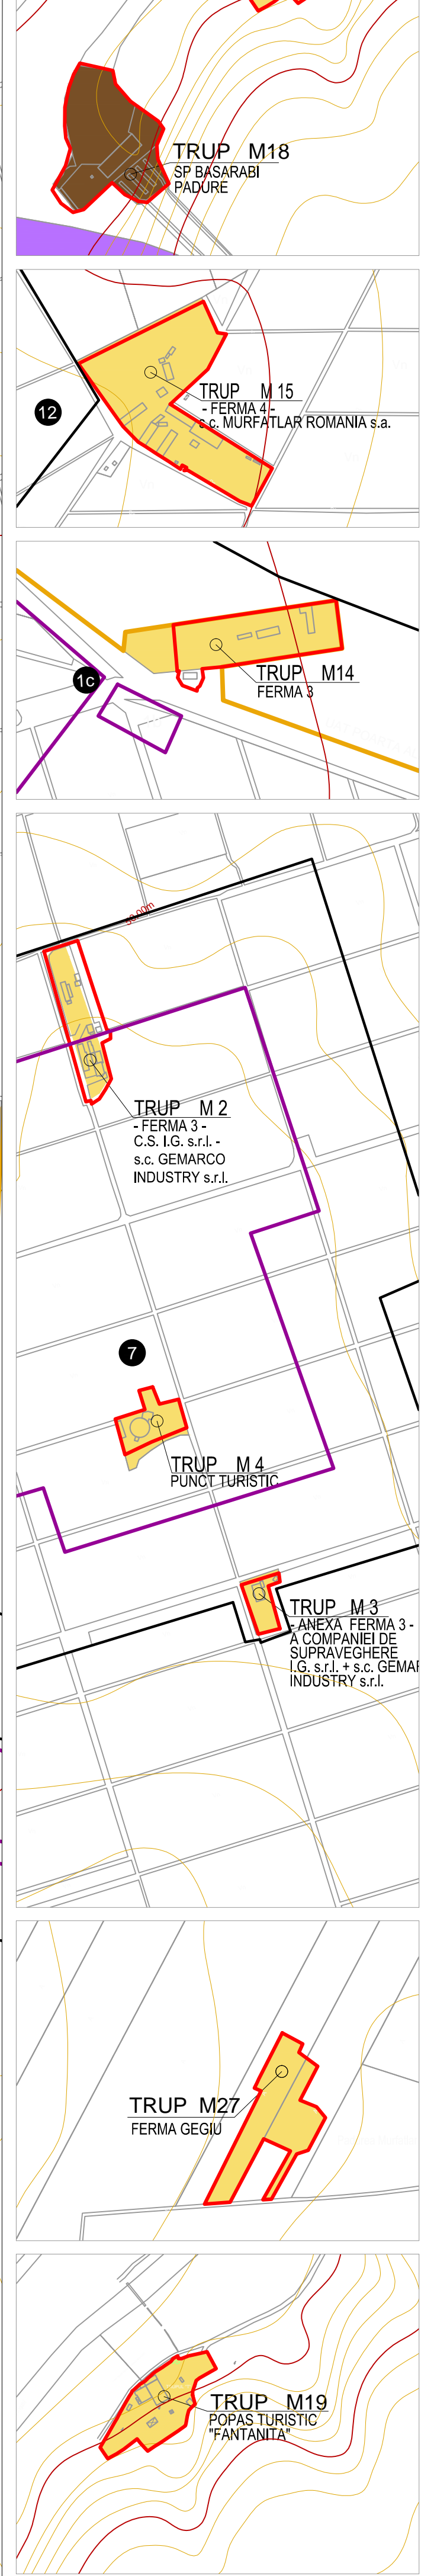 TRUP M18
SP BASARABI
PADURE
12
TRUP M 15
- FERMA 4 -
s.c. MURFATLAR ROMANIA s.a.
1c
TRUP M14
FERMA 3
50.00m
TRUP M 2
- FERMA 3 -
C.S. I.G. s.r.l. -
s.c. GEMARCO
INDUSTRY s.r.l.
7
TRUP M 4
PUNCT TURISTIC
TRUP M 3
- ANEXA FERMA 3 -
A COMPANIEI DE
SUPRAVEGHERE
I.G. s.r.l. + s.c. GEMAR
INDUSTRY s.r.l.
TRUP M27
FERMA GEGIU
TRUP M19
POPAS TURISTIC
"FANTANITA"